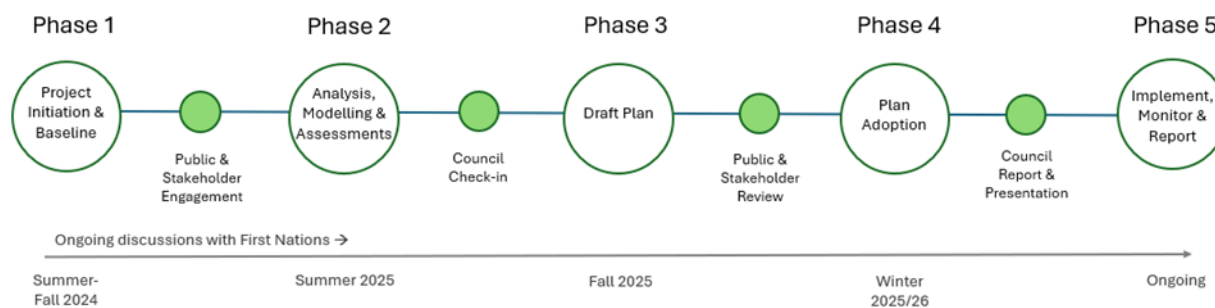 Phase 1
Phase 2
Phase 3
Phase 4
Phase 5
Project
Initiation &
Baseline
Public &
Stakeholder
Engagement
Analysis,
Modelling &
Assessments
Council
Check-in
Draft Plan
Public &
Stakeholder
Review
Plan
Adoption
Council
Report &
Presentation
Implement,
Monitor &
Report
Ongoing discussions with First Nations →
Summer-
Fall 2024
Summer 2025
Fall 2025
Winter
2025/26
Ongoing